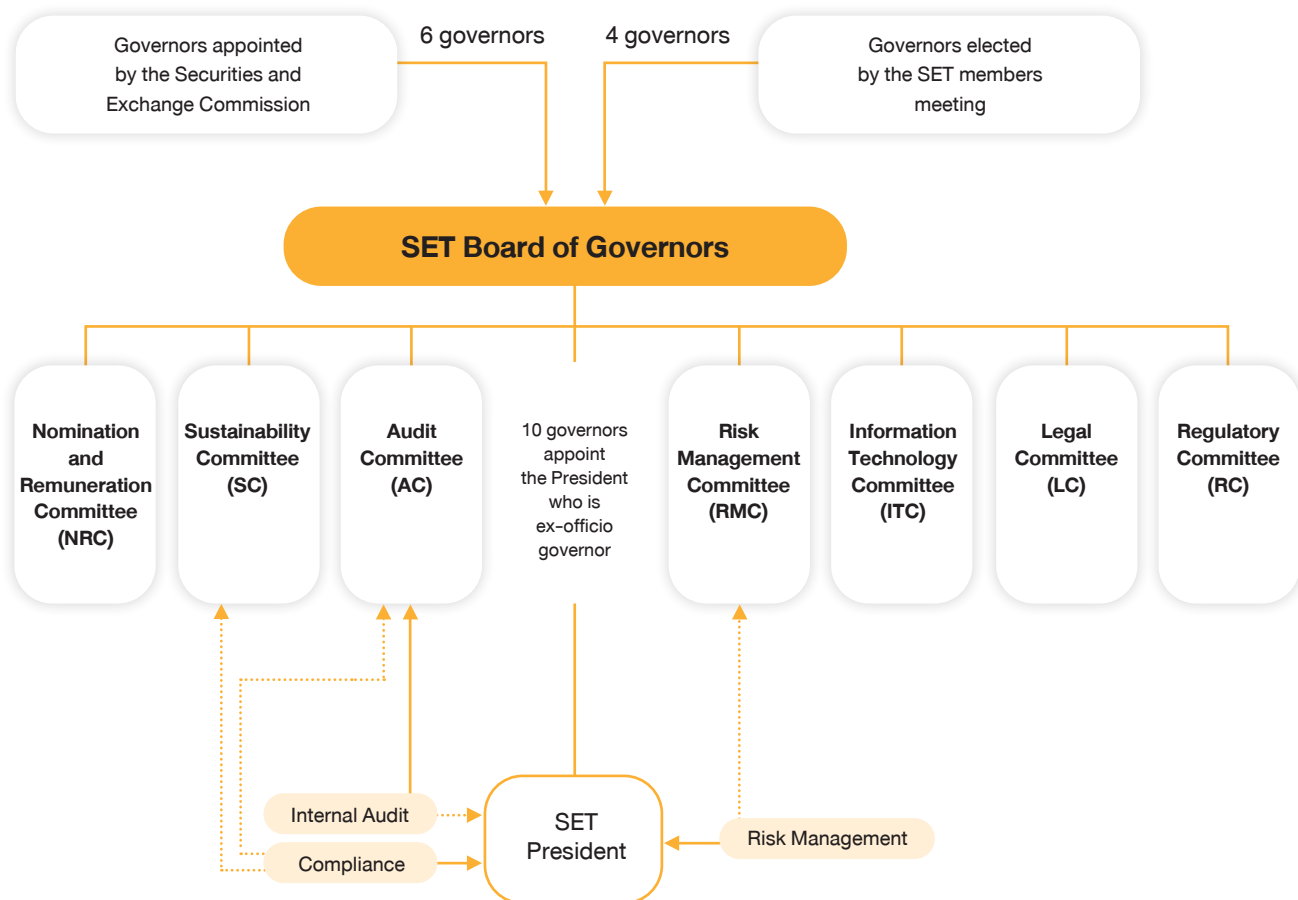 Governors appointed
by the Securities and
Exchange Commission
6 governors
4 governors
Governors elected
by the SET members
meeting
SET Board of Governors
Nomination
and
Remuneration
Committee
(NRC)
Sustainability
Committee
(SC)
Audit
Committee
(AC)
10 governors
appoint
the President
who is
ex-officio
governor
Risk
Management
Committee
(RMC)
Information
Technology
Committee
(ITC)
Legal
Committee
(LC)
Regulatory
Committee
(RC)
Internal Audit
Compliance
SET
President
Risk Management